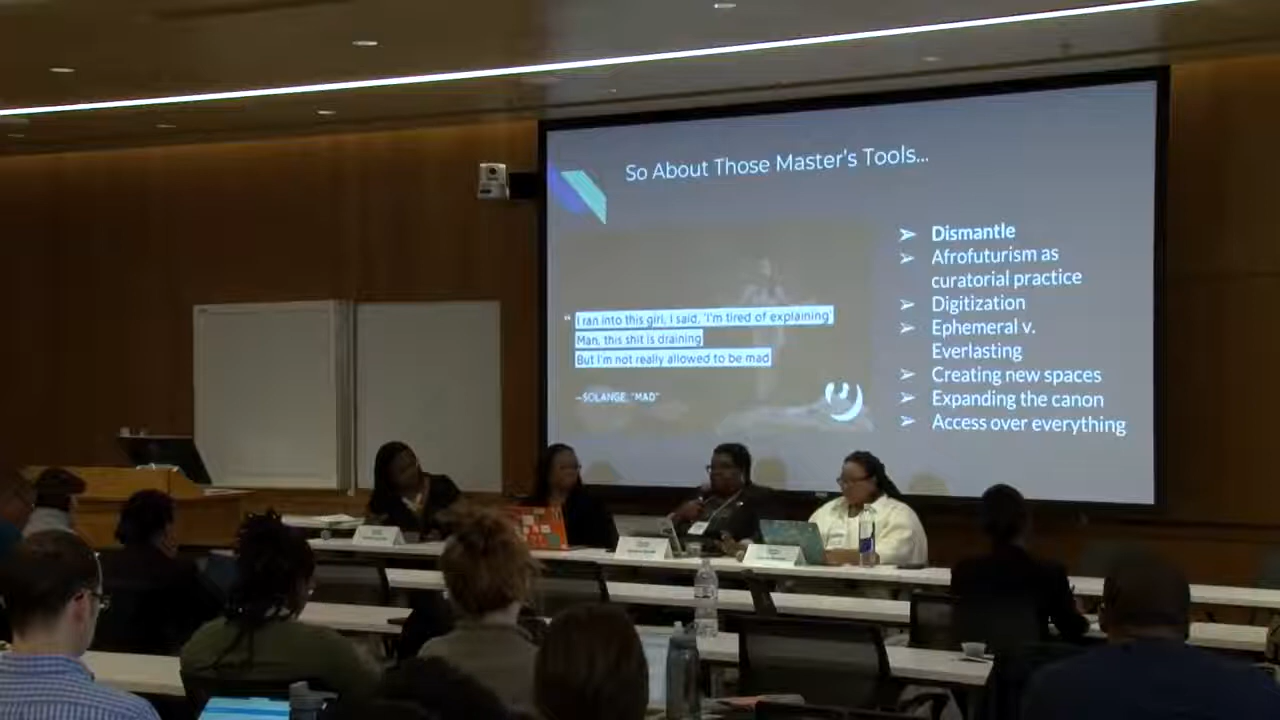 So About Those Master's Tools...
“ I ran into this girl, I said, 'I'm tired of explaining'
Man, this shit is draining
But I'm not really allowed to be mad
—SOLANGE, "MAD"
➢ Dismantle
➢ Afrofuturism as
curatorial practice
➢ Digitization
➢ Ephemeral v.
Everlasting
➢ Creating new spaces
➢ Expanding the canon
➢ Access over everything